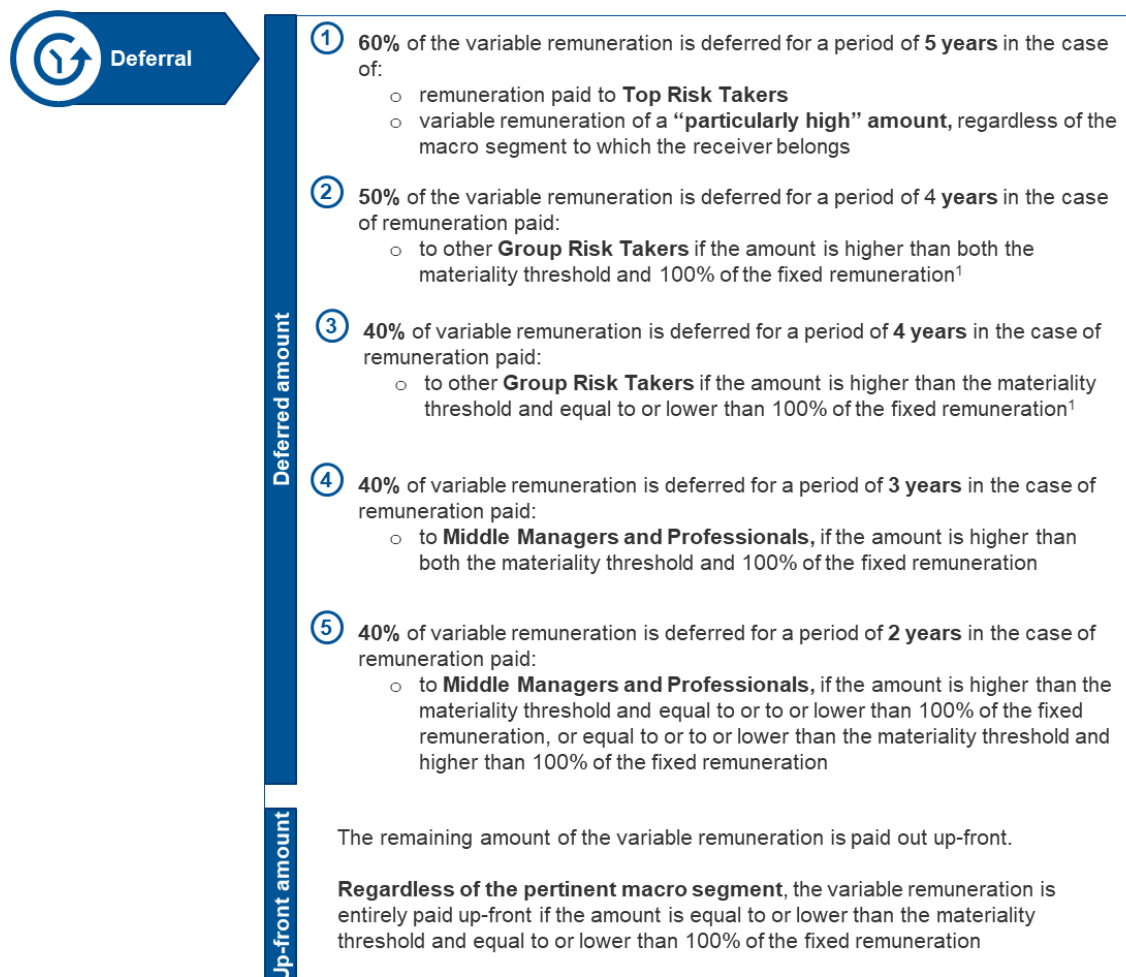 Deferral
Deferred amount
1 60% of the variable remuneration is deferred for a period of 5 years in the case
of:
o remuneration paid to Top Risk Takers
o variable remuneration of a “particularly high” amount, regardless of the
macro segment to which the receiver belongs
2 50% of the variable remuneration is deferred for a period of 4 years in the case
of remuneration paid:
o to other Group Risk Takers if the amount is higher than both the
materiality threshold and 100% of the fixed remuneration¹
3 40% of variable remuneration is deferred for a period of 4 years in the case of
remuneration paid:
o to other Group Risk Takers if the amount is higher than the materiality
threshold and equal to or lower than 100% of the fixed remuneration¹
4 40% of variable remuneration is deferred for a period of 3 years in the case of
remuneration paid:
o to Middle Managers and Professionals, if the amount is higher than
both the materiality threshold and 100% of the fixed remuneration
5 40% of variable remuneration is deferred for a period of 2 years in the case of
remuneration paid:
o to Middle Managers and Professionals, if the amount is higher than the
materiality threshold and equal to or to or lower than 100% of the fixed
remuneration, or equal to or to or lower than the materiality threshold and
higher than 100% of the fixed remuneration
Up-front amount
The remaining amount of the variable remuneration is paid out up-front.
Regardless of the pertinent macro segment, the variable remuneration is
entirely paid up-front if the amount is equal to or lower than the materiality
threshold and equal to or lower than 100% of the fixed remuneration